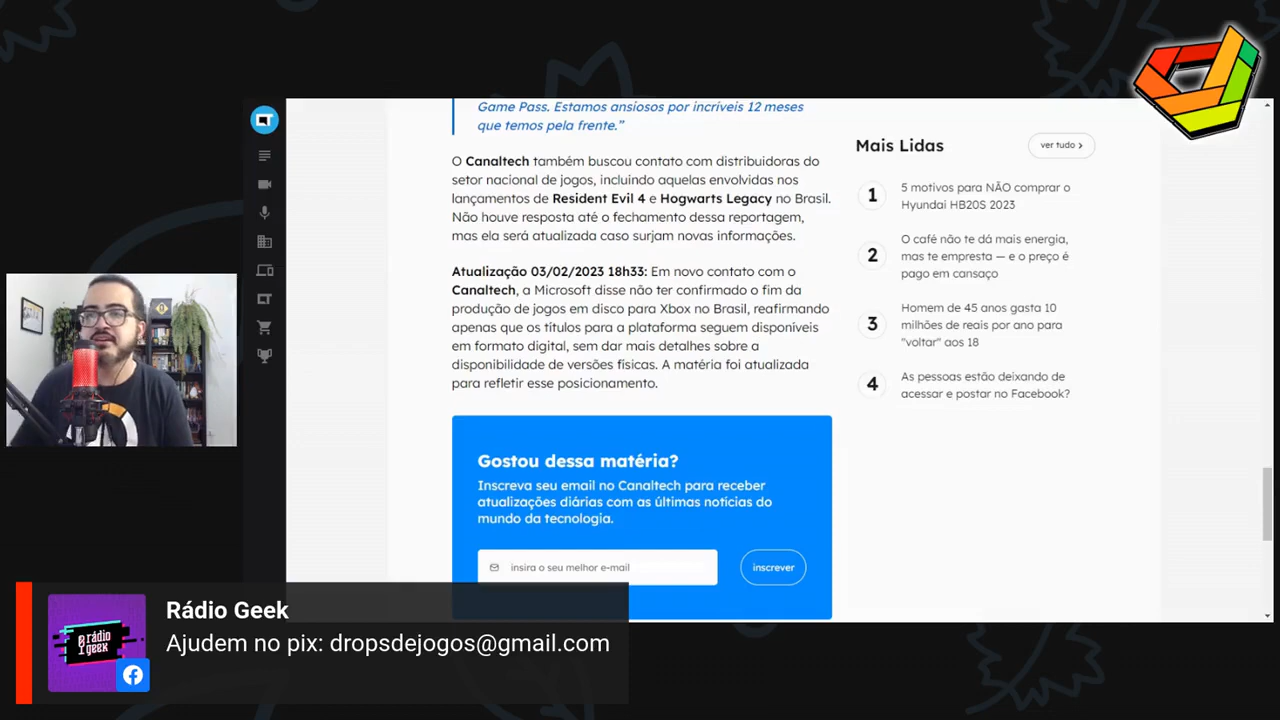 Game Pass. Estamos ansiosos por incríveis 12 meses
que temos pela frente.”
O Canaltech também buscou contato com distribuidoras do
setor nacional de jogos, incluindo aquelas envolvidas nos
lançamentos de Resident Evil 4 e Hogwarts Legacy no Brasil.
Não houve resposta até o fechamento dessa reportagem,
mas ela será atualizada caso surjam novas informações.
Atualização 03/02/2023 18h33: Em novo contato com o
Canaltech, a Microsoft disse não ter confirmado o fim da
produção de jogos em disco para Xbox no Brasil, reafirmando
apenas que os títulos para a plataforma seguem disponíveis
em formato digital, sem dar mais detalhes sobre a
disponibilidade de versões físicas. A matéria foi atualizada
para refletir esse posicionamento.
Gostou dessa matéria?
Inscreva seu email no Canaltech para receber
atualizações diárias com as últimas notícias do
mundo da tecnologia.
insira o seu melhor e-mail
inscrever
Mais Lidas
ver tudo
1
5 motivos para NÃO comprar o
Hyundai HB20S 2023
2
O café não te dá mais energia,
mas te empresta — e o preço é
pago em cansaço
3
Homem de 45 anos gasta 10
milhões de reais por ano para
"voltar" aos 18
4
As pessoas estão deixando de
acessar e postar no Facebook?
rádio
geek
Rádio Geek
Ajudem no pix: dropsdejogos@gmail.com